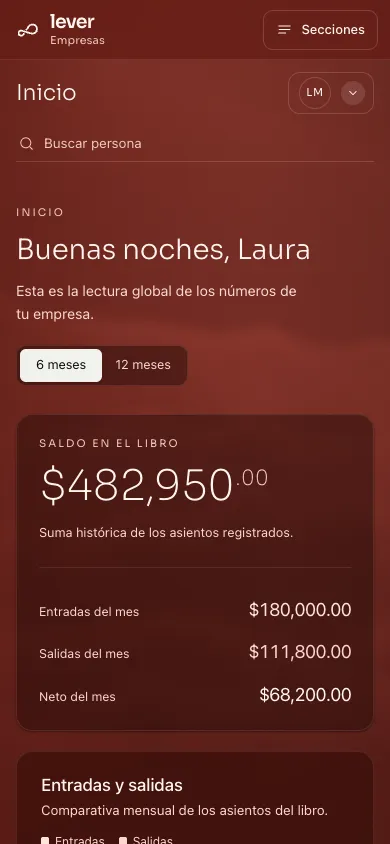 lever
Empresas
Secciones
Inicio
LM
Buscar persona
INICIO
Buenas noches, Laura
Esta es la lectura global de los números de
tu empresa.
6 meses
12 meses
SALDO EN EL LIBRO
$482,950.00
Suma histórica de los asientos registrados.
Entradas del mes $180,000.00
Salidas del mes $111,800.00
Neto del mes $68,200.00
Entradas y salidas
Comparativa mensual de los asientos del libro.
Entradas Salidas